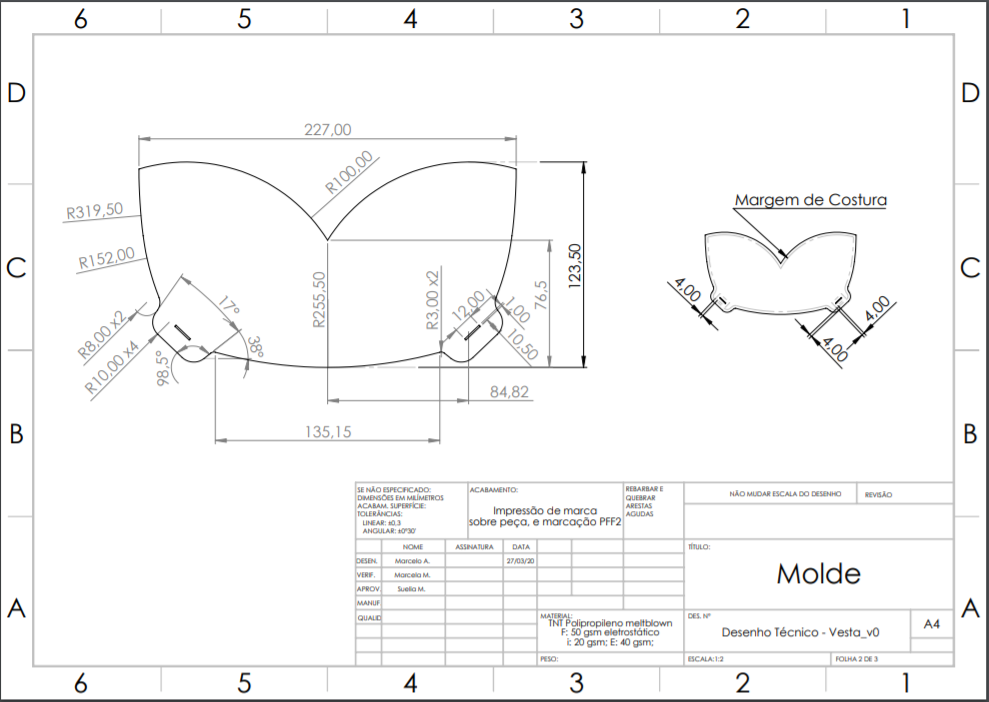 6 5 4 3 2 1
D D
227,00
R100,00
R319,50
Margem de Costura
C C
R152,00
123,50
76,5
R255,50
R3,00 x2
12,00
1,00
10,50
17°
38°
R8,00 x2
R10,00 x4
98,5°
4,00
4,00
4,00
84,82
B B
135,15
SE NÃO ESPECIFICADO:
DIMENSÕES EM MILÍMETROS
ACABAM. SUPERFÍCIE:
TOLERÂNCIAS:
LINEAR: ±0,3
ANGULAR: ±0°30'
ACABAMENTO:
Impressão de marca
sobre peça, e marcação PFF2
REBARBAR E
QUEBRAR
ARESTAS
AGUDAS
NÃO MUDAR ESCALA DO DESENHO
REVISÃO
NOME ASSINATURA DATA
DESEN. Marcelo A. 27/03/20
VERIF. Marcela M.
APROV. Suelia M.
MANUF
QUALID
TÍTULO:
Molde
A A
MATERIAL:
TNT Polipropileno meltblown
F: 50 gsm eletrostático
i: 20 gsm; E: 40 gsm;
DES. Nº
Desenho Técnico - Vesta_v0
A4
PESO:
ESCALA:1:2
FOLHA 2 DE 3
6 5 4 3 2 1